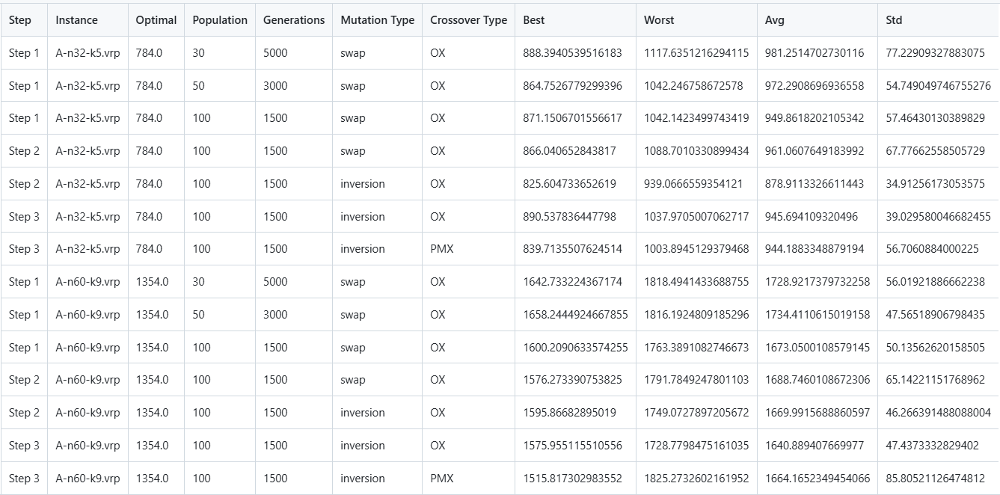 Step Instance Optimal Population Generations Mutation Type Crossover Type Best Worst Avg Std
Step 1 A-n32-k5.vrp 784.0 30 5000 swap OX 888.3940539516183 1117.6351216294115 981.2514702730116 77.22909327883075
Step 1 A-n32-k5.vrp 784.0 50 3000 swap OX 864.7526779299396 1042.246758672578 972.2908696936558 54.749049746755276
Step 1 A-n32-k5.vrp 784.0 100 1500 swap OX 871.1506701556617 1042.1423499743419 949.8618202105342 57.46430130389829
Step 2 A-n32-k5.vrp 784.0 100 1500 swap OX 866.040652843817 1088.7010330899434 961.0607649183992 67.77662558505729
Step 2 A-n32-k5.vrp 784.0 100 1500 inversion OX 825.604733652619 939.0666559354121 878.9113326611443 34.91256173053575
Step 3 A-n32-k5.vrp 784.0 100 1500 inversion OX 890.537836447798 1037.9705007062717 945.694109320496 39.029580046682455
Step 3 A-n32-k5.vrp 784.0 100 1500 inversion PMX 839.7135507624514 1003.8945129379468 944.1883348879194 56.7060884000225
Step 1 A-n60-k9.vrp 1354.0 30 5000 swap OX 1642.733224367174 1818.4941433688755 1728.9217379732258 56.01921886662238
Step 1 A-n60-k9.vrp 1354.0 50 3000 swap OX 1658.2444924667855 1816.1924809185296 1734.4110615019158 47.56518906798435
Step 1 A-n60-k9.vrp 1354.0 100 1500 swap OX 1600.2090633574255 1763.3891082746673 1673.0500108579145 50.13562620158505
Step 2 A-n60-k9.vrp 1354.0 100 1500 swap OX 1576.273390753825 1791.7849247801103 1688.7460108672306 65.14221151768962
Step 2 A-n60-k9.vrp 1354.0 100 1500 inversion OX 1595.86682895019 1749.0727897205672 1669.9915688860597 46.266391488088004
Step 3 A-n60-k9.vrp 1354.0 100 1500 inversion OX 1575.955115510556 1728.7798475161035 1640.889407669977 47.4373332829402
Step 3 A-n60-k9.vrp 1354.0 100 1500 inversion PMX 1515.817302983552 1825.2732602161952 1664.1652349454066 85.80521126474812